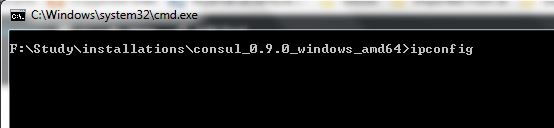 C:\Windows\system32\cmd.exe
F:\Study\installations\consul_0.9.0_windows_amd64>ipconfig